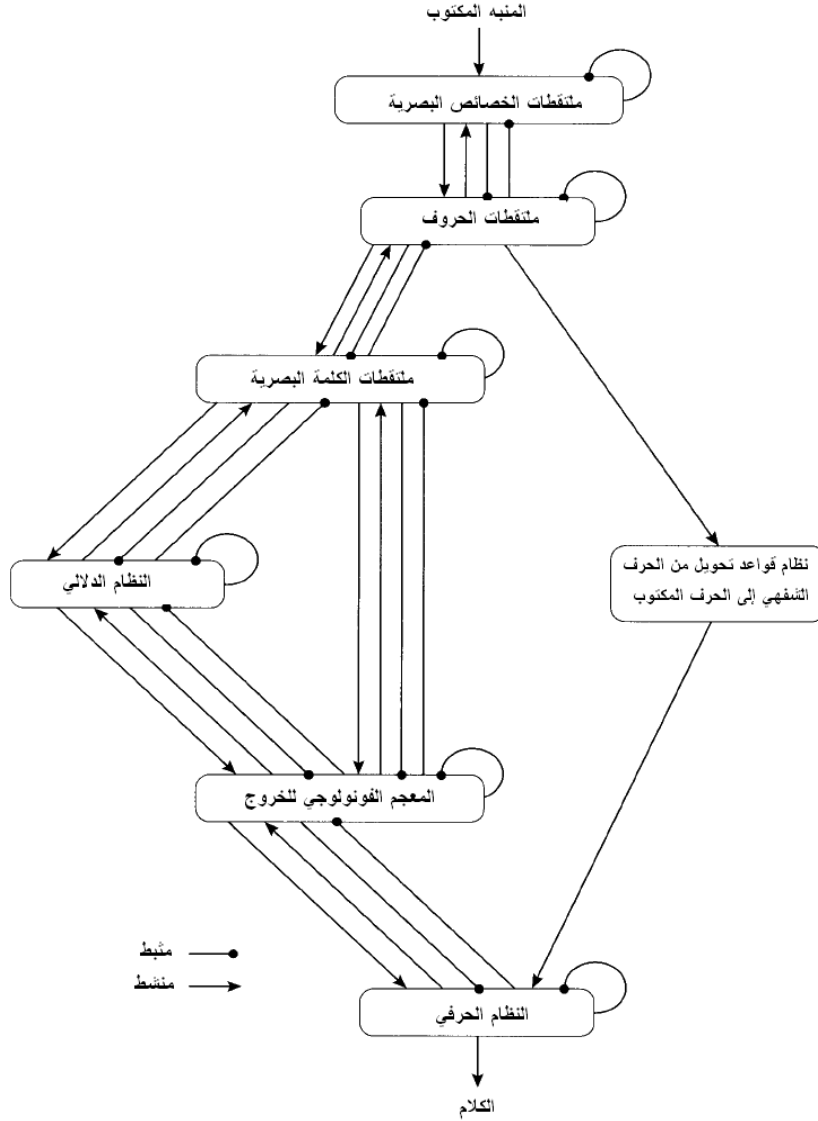 المنبه المكتوب
ملتقطات الخصائص البصرية
ملتقطات الحروف
ملتقطات الكلمة البصرية
النظام الدلالي
نظام قواعد تحويل من الحرف
الشفهي إلى الحرف المكتوب
المعجم الفونولوجي للخروج
مثبط
منشط
النظام الحرفي
الكلام